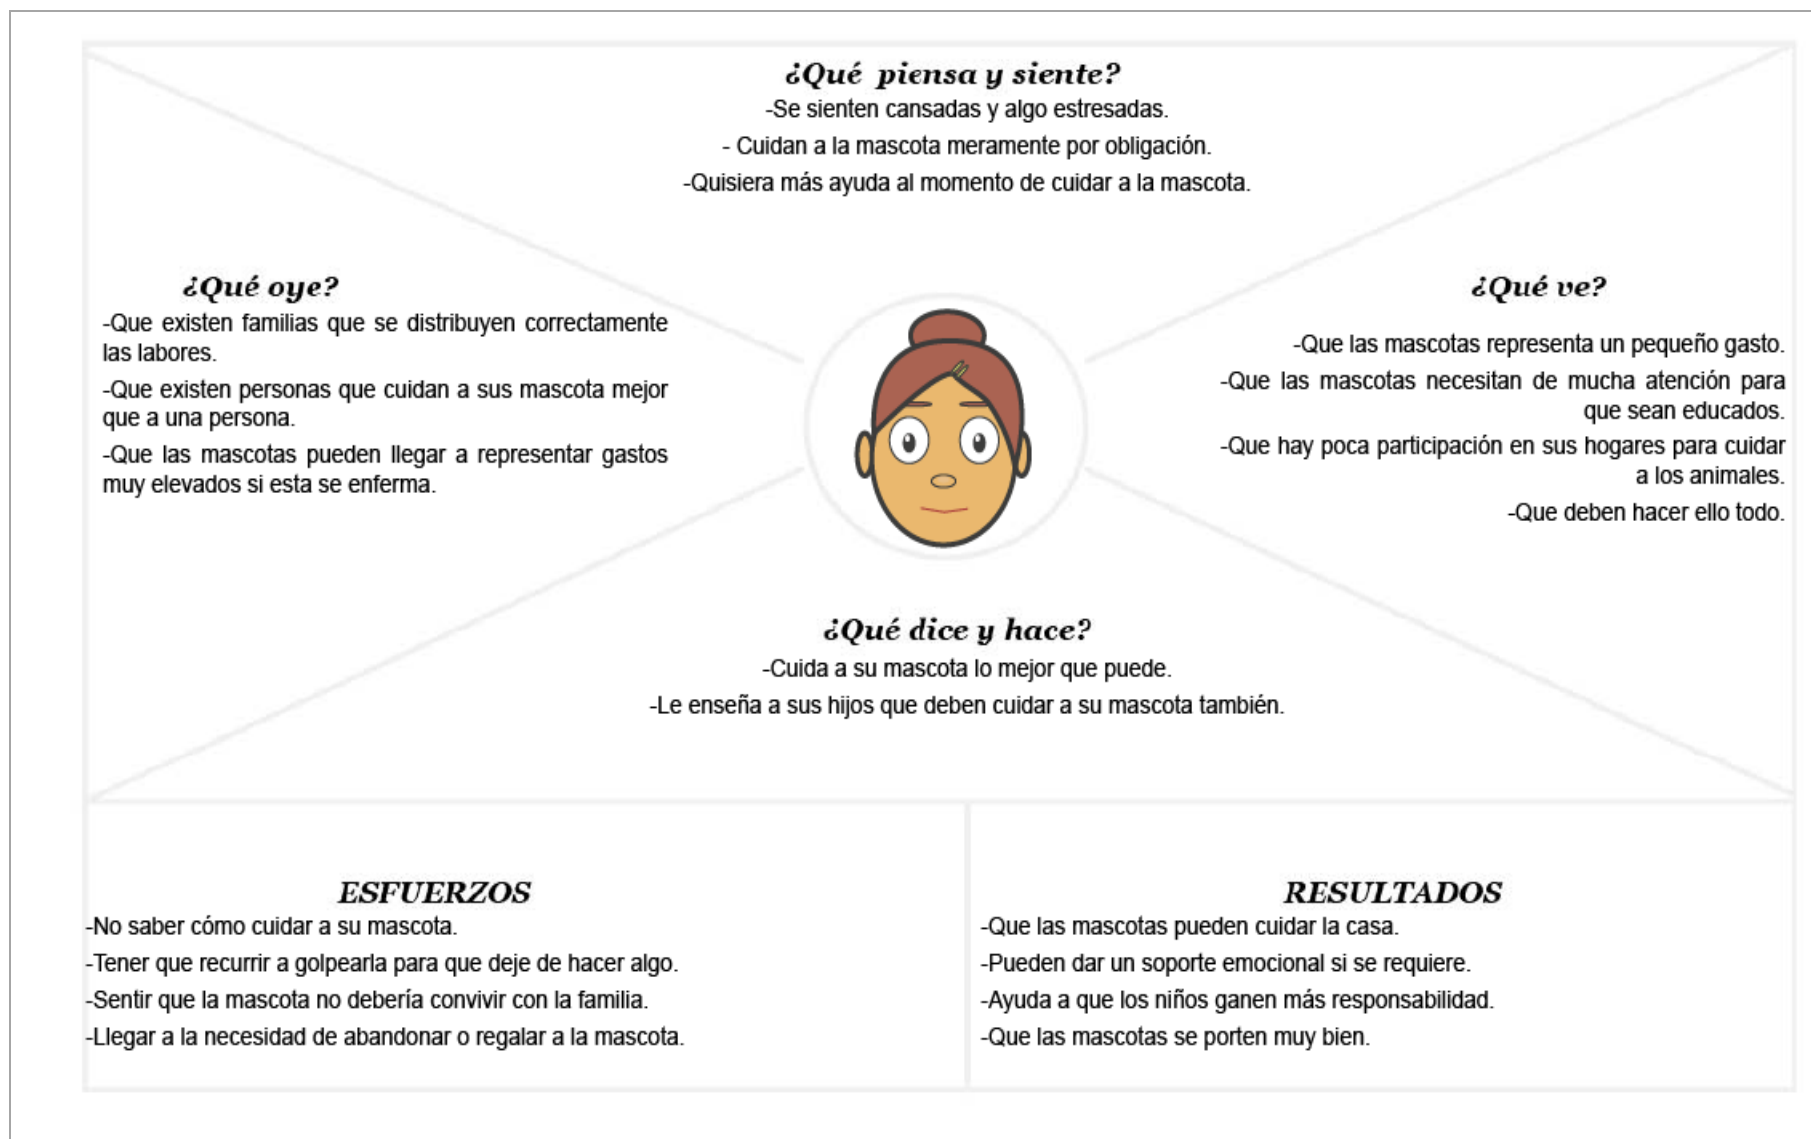 ¿Qué piensa y siente?
-Se sienten cansadas y algo estresadas.
- Cuidan a la mascota meramente por obligación.
-Quisiera más ayuda al momento de cuidar a la mascota.
¿Qué oye?
-Que existen familias que se distribuyen correctamente
las labores.
-Que existen personas que cuidan a sus mascota mejor
que a una persona.
-Que las mascotas pueden llegar a representar gastos
muy elevados si esta se enferma.
¿Qué ve?
-Que las mascotas representa un pequeño gasto.
-Que las mascotas necesitan de mucha atención para
que sean educados.
-Que hay poca participación en sus hogares para cuidar
a los animales.
-Que deben hacer ello todo.
¿Qué dice y hace?
-Cuida a su mascota lo mejor que puede.
-Le enseña a sus hijos que deben cuidar a su mascota también.
ESFUERZOS
-No saber cómo cuidar a su mascota.
-Tener que recurrir a golpearla para que deje de hacer algo.
-Sentir que la mascota no debería convivir con la familia.
-Llegar a la necesidad de abandonar o regalar a la mascota.
RESULTADOS
-Que las mascotas pueden cuidar la casa.
-Pueden dar un soporte emocional si se requiere.
-Ayuda a que los niños ganen más responsabilidad.
-Que las mascotas se porten muy bien.